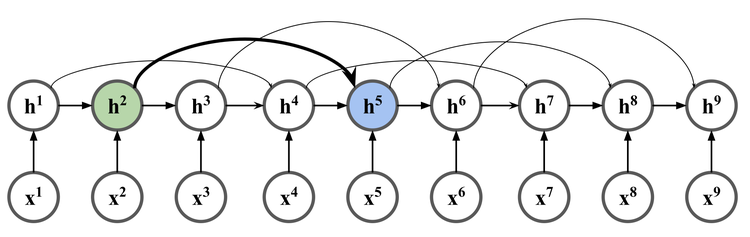 h¹ h² h³ h⁴ h⁵ h⁶ h⁷ h⁸ h⁹
x¹ x² x³ x⁴ x⁵ x⁶ x⁷ x⁸ x⁹